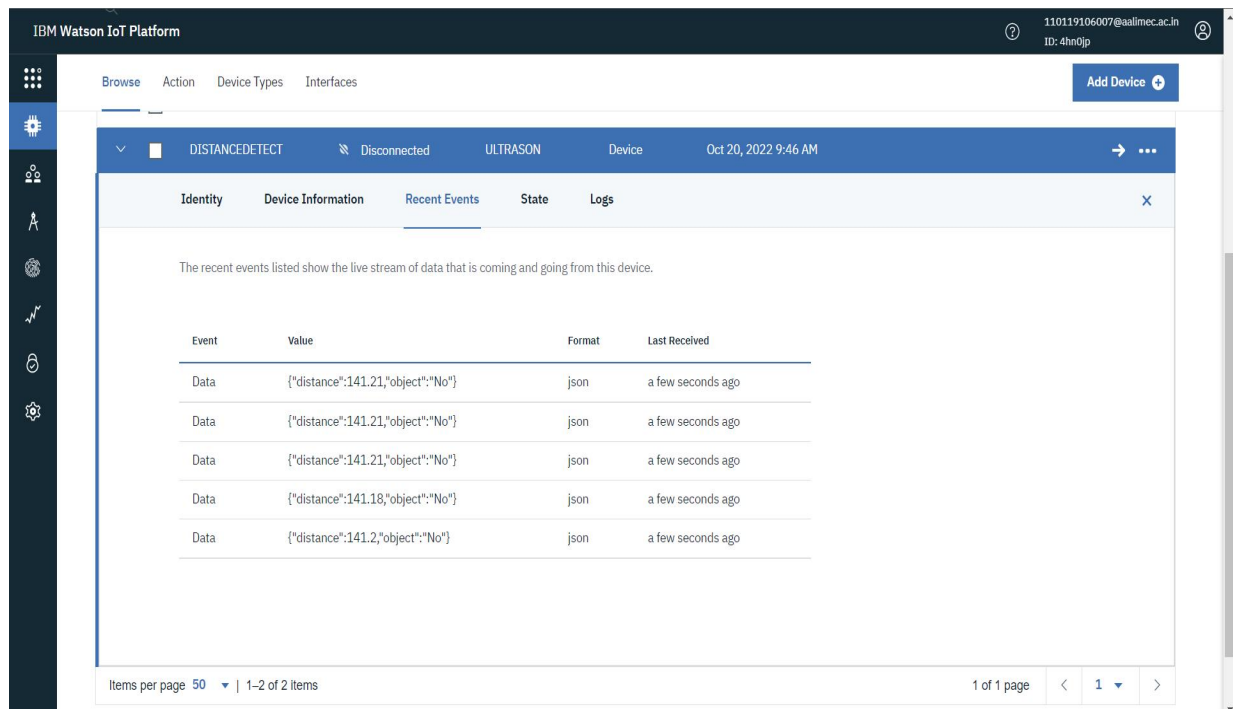 IBM Watson IoT Platform
110119106007@aalimec.ac.in
ID: 4hn0jp
Browse Action Device Types Interfaces
Add Device
DISTANCEDETECT Disconnected ULTRASON Device Oct 20, 2022 9:46 AM
Identity Device Information Recent Events State Logs
The recent events listed show the live stream of data that is coming and going from this device.
Event Value Format Last Received
Data {"distance":141.21,"object":"No"} json a few seconds ago
Data {"distance":141.21,"object":"No"} json a few seconds ago
Data {"distance":141.21,"object":"No"} json a few seconds ago
Data {"distance":141.18,"object":"No"} json a few seconds ago
Data {"distance":141.2,"object":"No"} json a few seconds ago
Items per page 50 | 1–2 of 2 items 1 of 1 page < 1 >